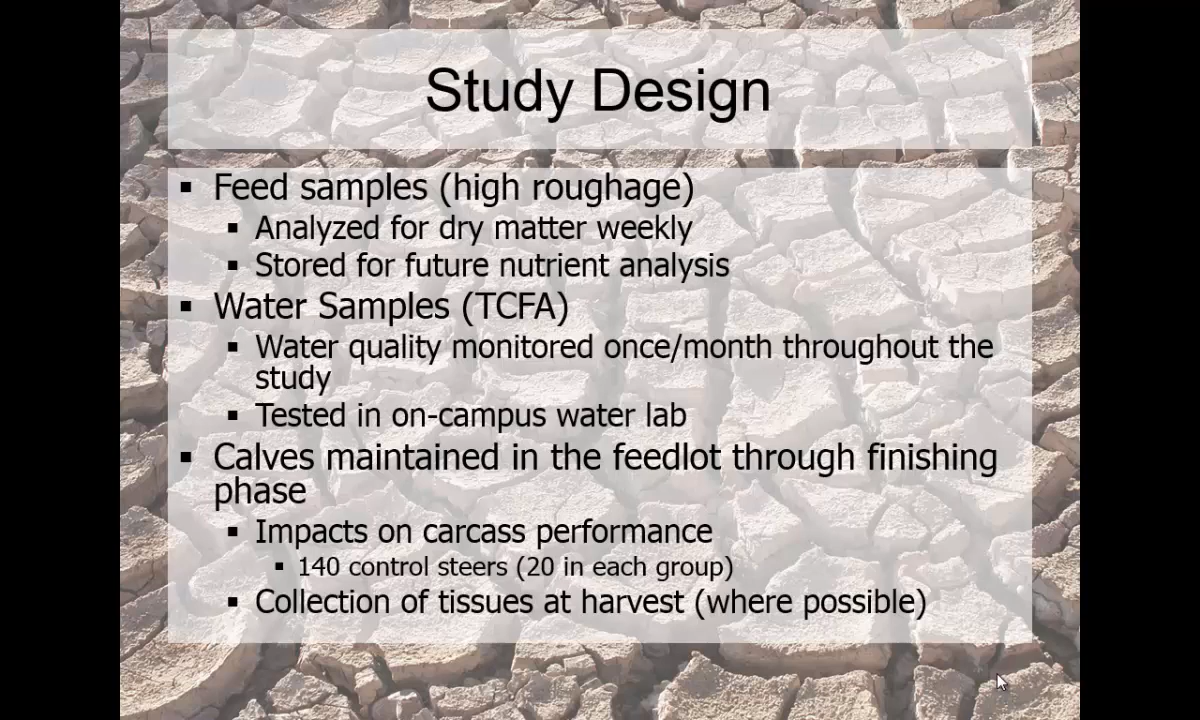 Study Design
▪ Feed samples (high roughage)
▪ Analyzed for dry matter weekly
▪ Stored for future nutrient analysis
▪ Water Samples (TCFA)
▪ Water quality monitored once/month throughout the
study
▪ Tested in on-campus water lab
▪ Calves maintained in the feedlot through finishing
phase
▪ Impacts on carcass performance
▪ 140 control steers (20 in each group)
▪ Collection of tissues at harvest (where possible)